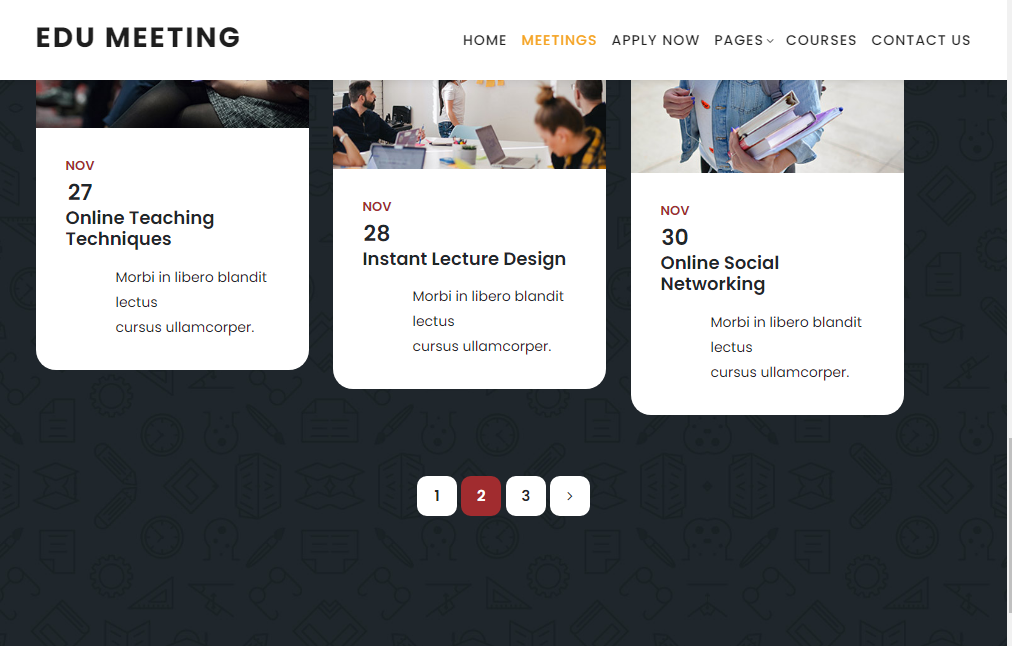 EDU MEETING
HOME MEETINGS APPLY NOW PAGES COURSES CONTACT US
NOV
27
Online Teaching
Techniques
Morbi in libero blandit
lectus
cursus ullamcorper.
NOV
28
Instant Lecture Design
Morbi in libero blandit
lectus
cursus ullamcorper.
NOV
30
Online Social
Networking
Morbi in libero blandit
lectus
cursus ullamcorper.
1 2 3 >